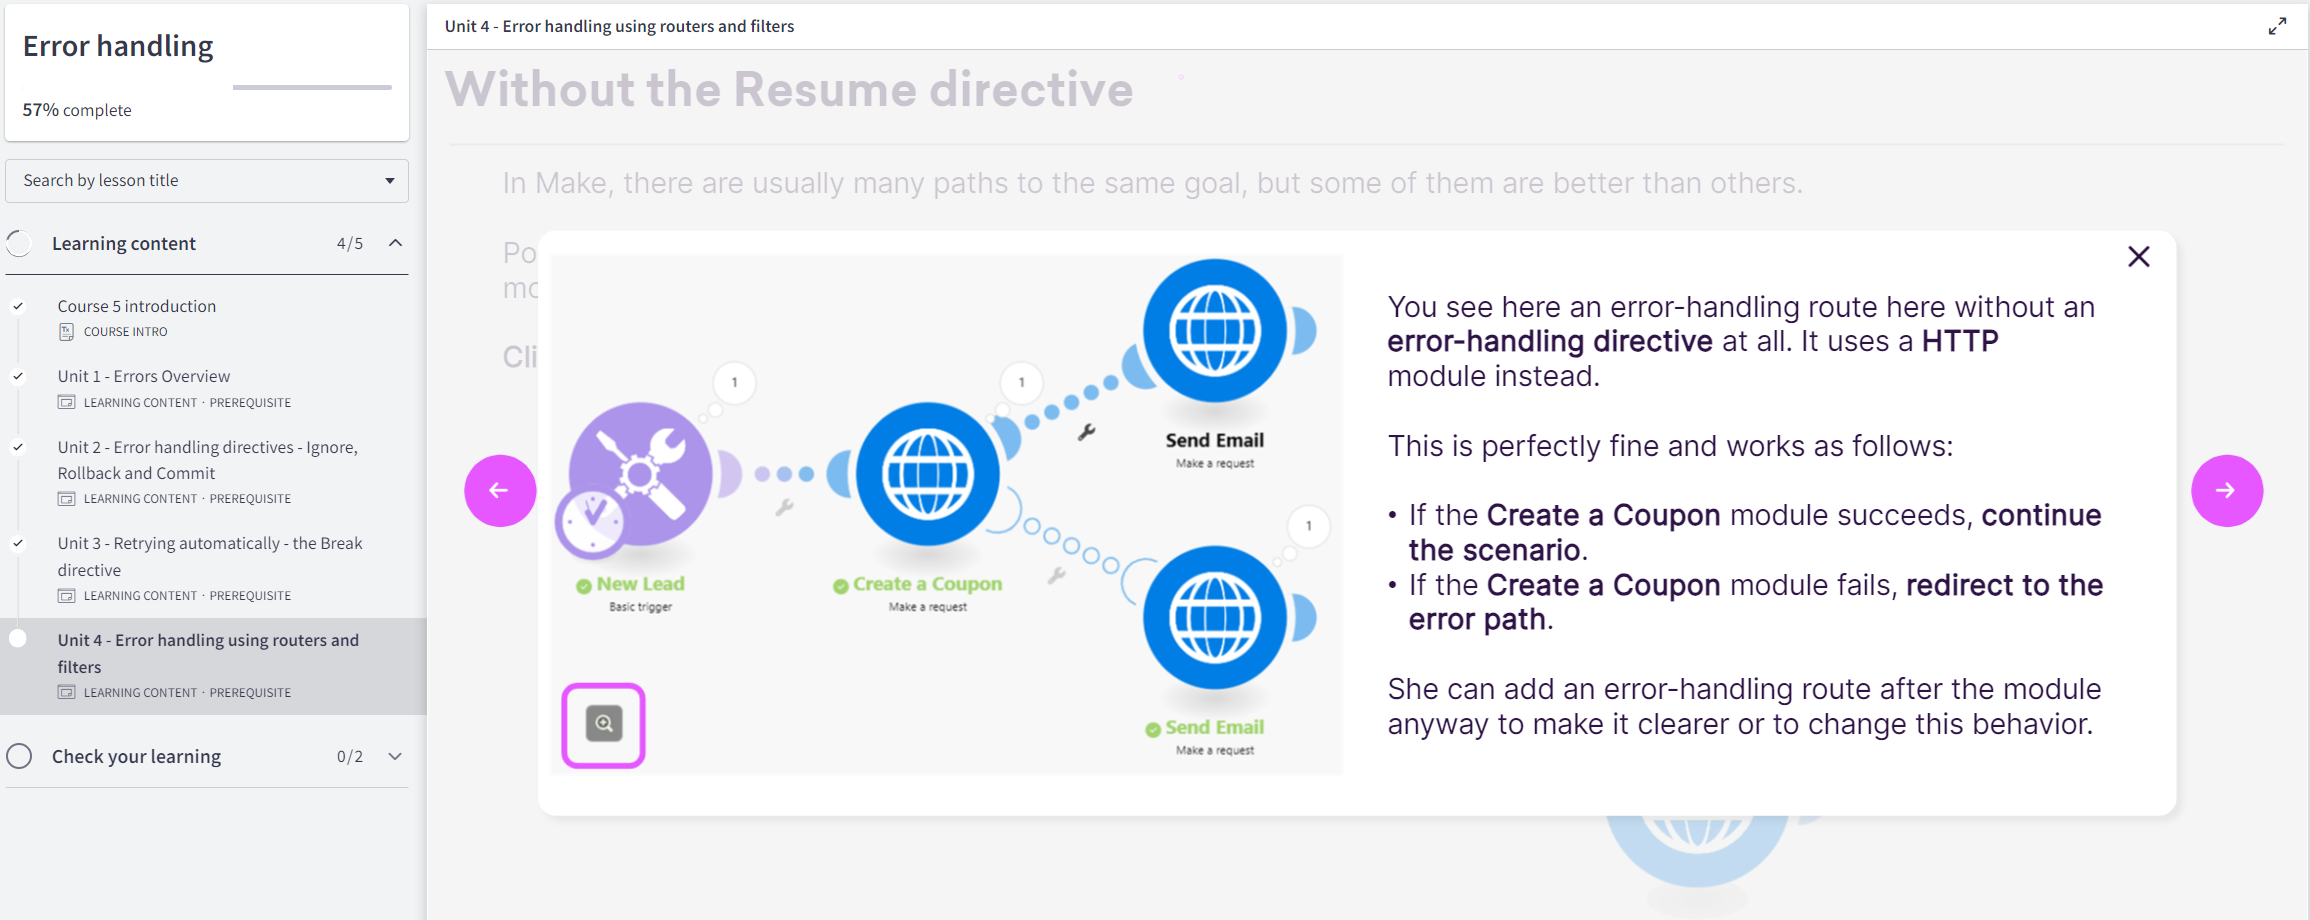 Error handling
57% complete
Search by lesson title
Learning content 4/5
Course 5 introduction
COURSE INTRO
Unit 1 - Errors Overview
LEARNING CONTENT · PREREQUISITE
Unit 2 - Error handling directives - Ignore,
Rollback and Commit
LEARNING CONTENT · PREREQUISITE
Unit 3 - Retrying automatically - the Break
directive
LEARNING CONTENT · PREREQUISITE
Unit 4 - Error handling using routers and
filters
LEARNING CONTENT · PREREQUISITE
Check your learning 0/2
Unit 4 - Error handling using routers and filters
Without the Resume directive
In Make, there are usually many paths to the same goal, but some of them are better than others.
Po
mo
Cli
1
1
Send Email
Make a request
1
New Lead
Basic trigger
Create a Coupon
Make a request
Send Email
Make a request
You see here an error-handling route here without an
error-handling directive at all. It uses a HTTP
module instead.
This is perfectly fine and works as follows:
• If the Create a Coupon module succeeds, continue
the scenario.
• If the Create a Coupon module fails, redirect to the
error path.
She can add an error-handling route after the module
anyway to make it clearer or to change this behavior.